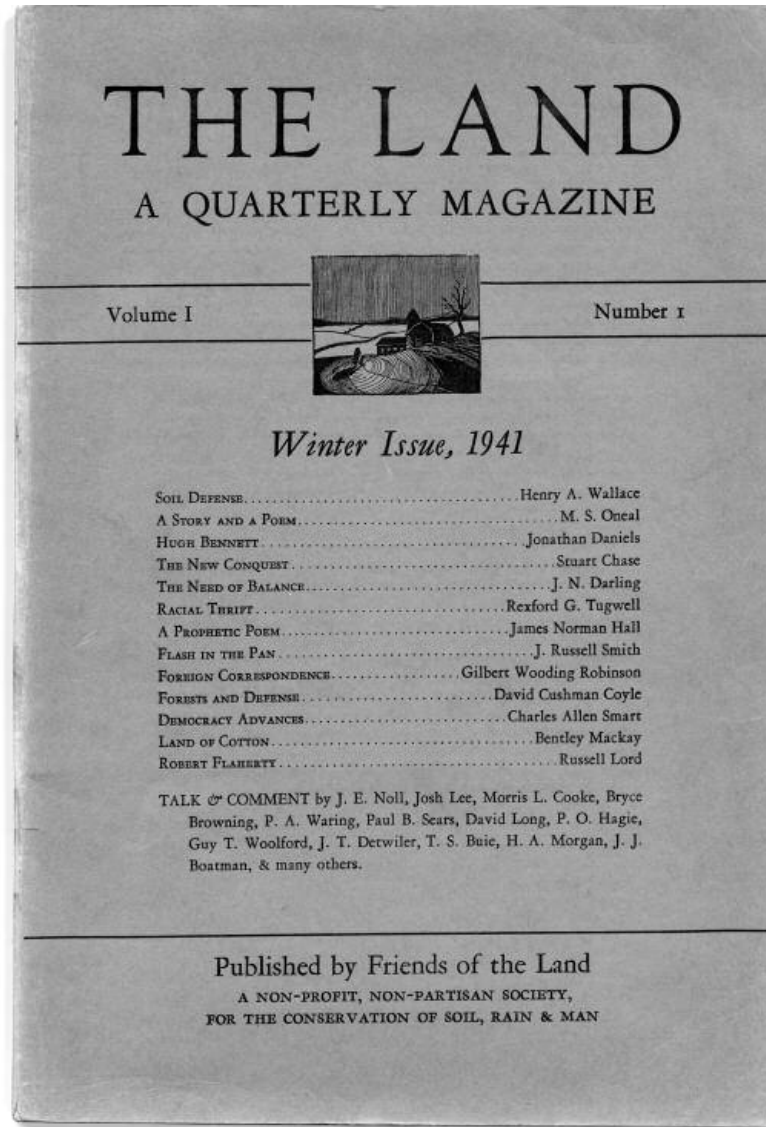 THE LAND
A QUARTERLY MAGAZINE
Volume I
Number 1
Winter Issue, 1941
SOIL DEFENSE....................................Henry A. Wallace
A STORY AND A POEM..................................M. S. Oneal
HUGH BENNETT...................................Jonathan Daniels
THE NEW CONQUEST...................................Stuart Chase
THE NEED OF BALANCE................................J. N. Darling
RACIAL THRIFT.................................Rexford G. Tugwell
A PROPHETIC POEM..............................James Norman Hall
FLASH IN THE PAN..................................J. Russell Smith
FOREIGN CORRESPONDENCE.................Gilbert Wooding Robinson
FORESTS AND DEFENSE.........................David Cushman Coyle
DEMOCRACY ADVANCES..........................Charles Allen Smart
LAND OF COTTON..................................Bentley Mackay
ROBERT FLAHERTY.....................................Russell Lord
TALK & COMMENT by J. E. Noll, Josh Lee, Morris L. Cooke, Bryce
Browning, P. A. Waring, Paul B. Sears, David Long, P. O. Hagie,
Guy T. Woolford, J. T. Detwiler, T. S. Buie, H. A. Morgan, J. J.
Boatman, & many others.
Published by Friends of the Land
A NON-PROFIT, NON-PARTISAN SOCIETY,
FOR THE CONSERVATION OF SOIL, RAIN & MAN